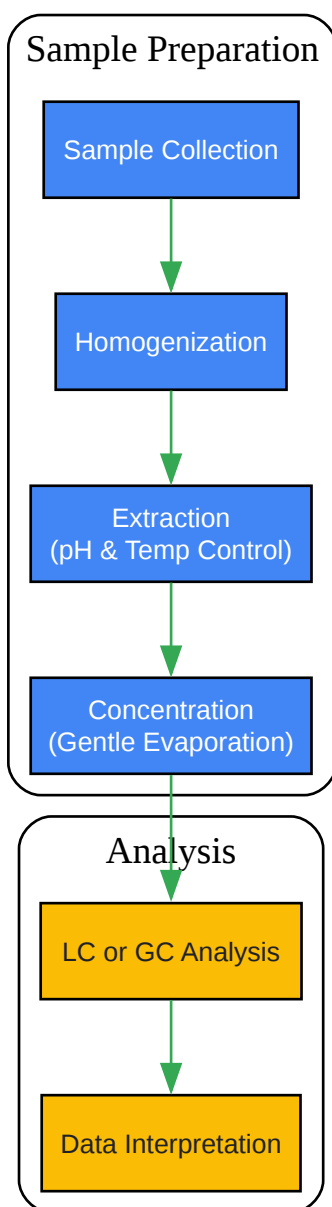 Sample Preparation
Sample Collection
Homogenization
Extraction
(pH & Temp Control)
Concentration
(Gentle Evaporation)
Analysis
LC or GC Analysis
Data Interpretation